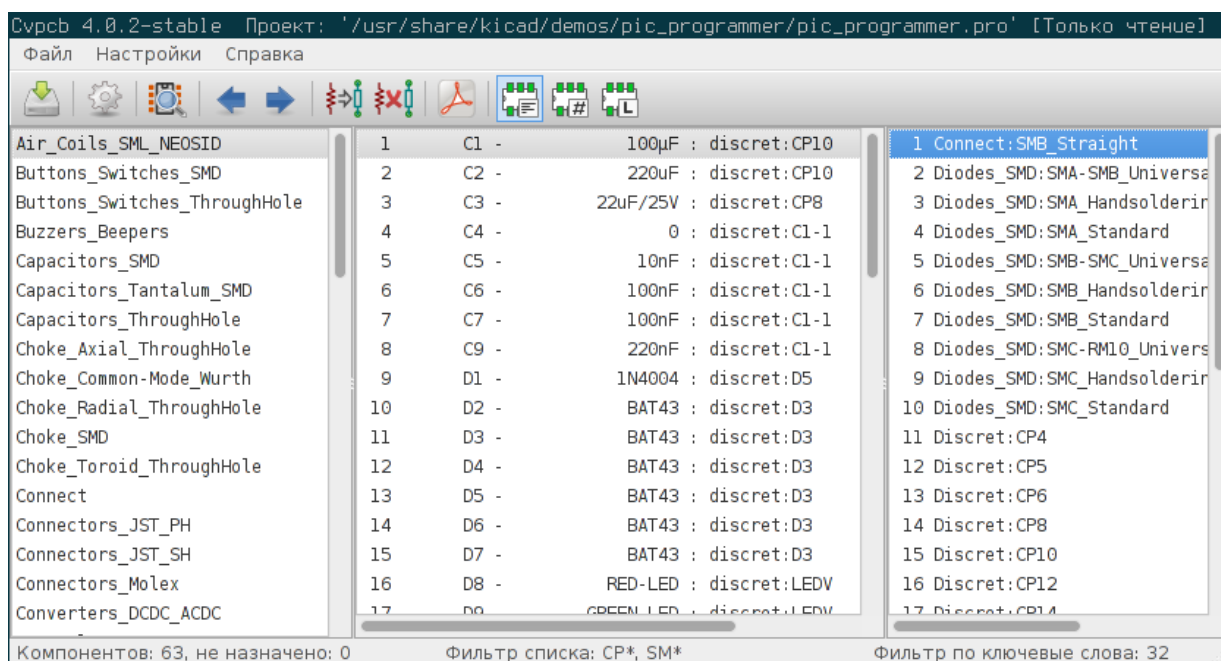 Cvpcb 4.0.2-stable Проект: '/usr/share/kicad/demos/pic_programmer/pic_programmer.pro' [Только чтение]
Файл Настройки Справка
Air_Coils_SML_NEOSID
Buttons_Switches_SMD
Buttons_Switches_ThroughHole
Buzzers_Beepers
Capacitors_SMD
Capacitors_Tantalum_SMD
Capacitors_ThroughHole
Choke_Axial_ThroughHole
Choke_Common-Mode_Wurth
Choke_Radial_ThroughHole
Choke_SMD
Choke_Toroid_ThroughHole
Connect
Connectors_JST_PH
Connectors_JST_SH
Connectors_Molex
Converters_DCDC_ACDC
1 C1 - 100µF : discret:CP10
2 C2 - 220uF : discret:CP10
3 C3 - 22uF/25V : discret:CP8
4 C4 - 0 : discret:C1-1
5 C5 - 10nF : discret:C1-1
6 C6 - 100nF : discret:C1-1
7 C7 - 100nF : discret:C1-1
8 C9 - 220nF : discret:C1-1
9 D1 - 1N4004 : discret:D5
10 D2 - BAT43 : discret:D3
11 D3 - BAT43 : discret:D3
12 D4 - BAT43 : discret:D3
13 D5 - BAT43 : discret:D3
14 D6 - BAT43 : discret:D3
15 D7 - BAT43 : discret:D3
16 D8 - RED-LED : discret:LEDV
17 D9 GREEN-LED : discret:LEDV
1 Connect:SMB_Straight
2 Diodes_SMD:SMA-SMB_Universa
3 Diodes_SMD:SMA_Handsolderin
4 Diodes_SMD:SMA_Standard
5 Diodes_SMD:SMB-SMC_Universa
6 Diodes_SMD:SMB_Handsolderin
7 Diodes_SMD:SMB_Standard
8 Diodes_SMD:SMC-RM10_Univers
9 Diodes_SMD:SMC_Handsolderin
10 Diodes_SMD:SMC_Standard
11 Discret:CP4
12 Discret:CP5
13 Discret:CP6
14 Discret:CP8
15 Discret:CP10
16 Discret:CP12
17 Discret:CP14
Компонентов: 63, не назначено: 0 Фильтр списка: CP*, SM* Фильтр по ключевые слова: 32